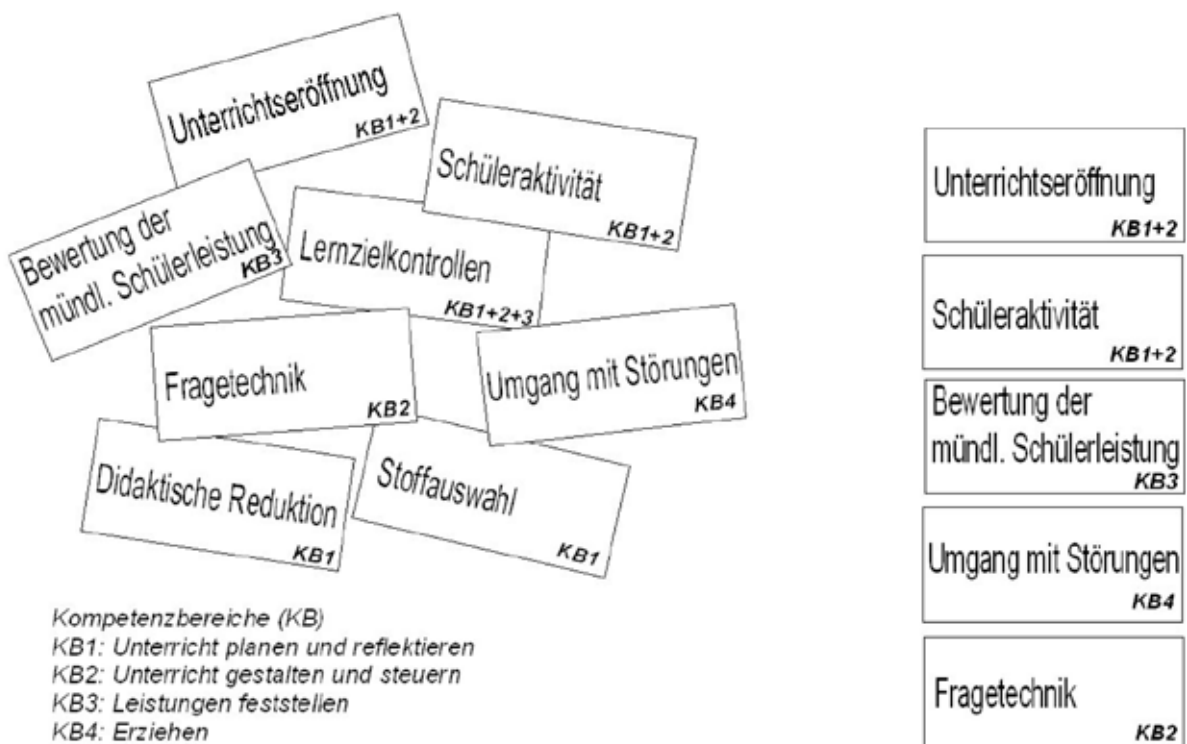 Unterrichtseröffnung
KB1+2
Schüleraktivität
KB1+2
Bewertung der
mündl. Schülerleistung
KB3
Lernzielkontrollen
KB1+2+3
Fragetechnik
KB2
Umgang mit Störungen
KB4
Didaktische Reduktion
KB1
Stoffauswahl
KB1
Kompetenzbereiche (KB)
KB1: Unterricht planen und reflektieren
KB2: Unterricht gestalten und steuern
KB3: Leistungen feststellen
KB4: Erziehen
Unterrichtseröffnung
KB1+2
Schüleraktivität
KB1+2
Bewertung der
mündl. Schülerleistung
KB3
Umgang mit Störungen
KB4
Fragetechnik
KB2